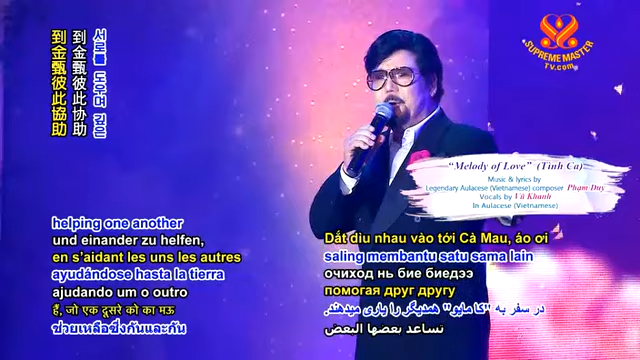 到金甌彼此協助
到金瓯彼此协助
서로를 도우며 걷는
SUPREME MASTER
TV.com
“Melody of Love” (Tình Ca)
Music & lyrics by
Legendary Aulacese (Vietnamese) composer Phạm Duy
Vocals by Vũ Khanh
In Aulacese (Vietnamese)
helping one another
und einander zu helfen,
en s’aidant les uns les autres
ayudándose hasta la tierra
ajudando um o outro
हैं, जो एक दूसरे को का मऊ
ช่วยเหลือซึ่งกันและกัน
Dắt dìu nhau vào tới Cà Mau, áo ơi
saling membantu satu sama lain
очиход нь бие биедээ
помогая друг другу
در سفر به "کا مایو" همدیگر را یاری میدهند.
تساعد بعضها البعض